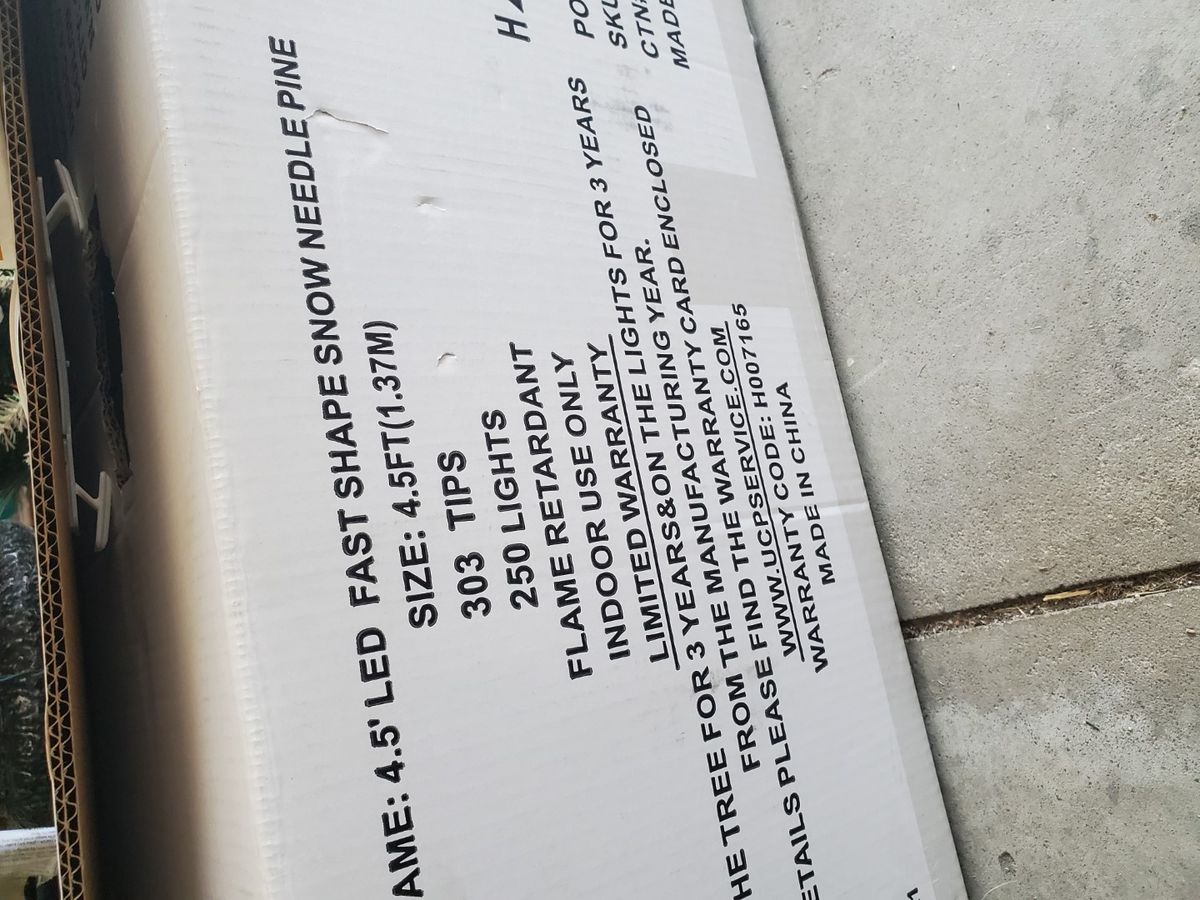 AME: 4.5' LED FAST SHAPE SNOW NEEDLE PINE
SIZE: 4.5FT(1.37M)
303 TIPS
250 LIGHTS
FLAME RETARDANT
INDOOR USE ONLY
LIMITED WARRANTY
HE TREE FOR 3 YEARS&ON THE LIGHTS FOR 3 YEARS
FROM THE MANUFACTURING YEAR.
ETAILS PLEASE FIND THE WARRANTY CARD ENCLOSED
WWW.UCPSERVICE.COM
WARRANTY CODE: H007165
MADE IN CHINA
H
PO
SKU
CTN
MADE